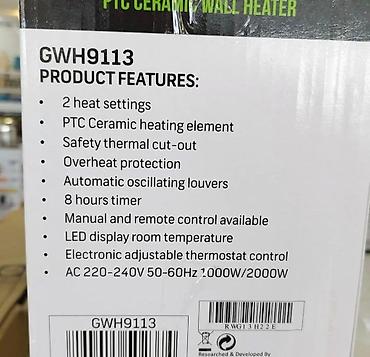 PTC CERAMIC WALL HEATER
GWH9113
PRODUCT FEATURES:
• 2 heat settings
• PTC Ceramic heating element
• Safety thermal cut-out
• Overheat protection
• Automatic oscillating louvers
• 8 hours timer
• Manual and remote control available
• LED display room temperature
• Electronic adjustable thermostat control
• AC 220-240V 50-60Hz 1000W/2000W
GWH9113
RWG13H22E
Researched & Developed By